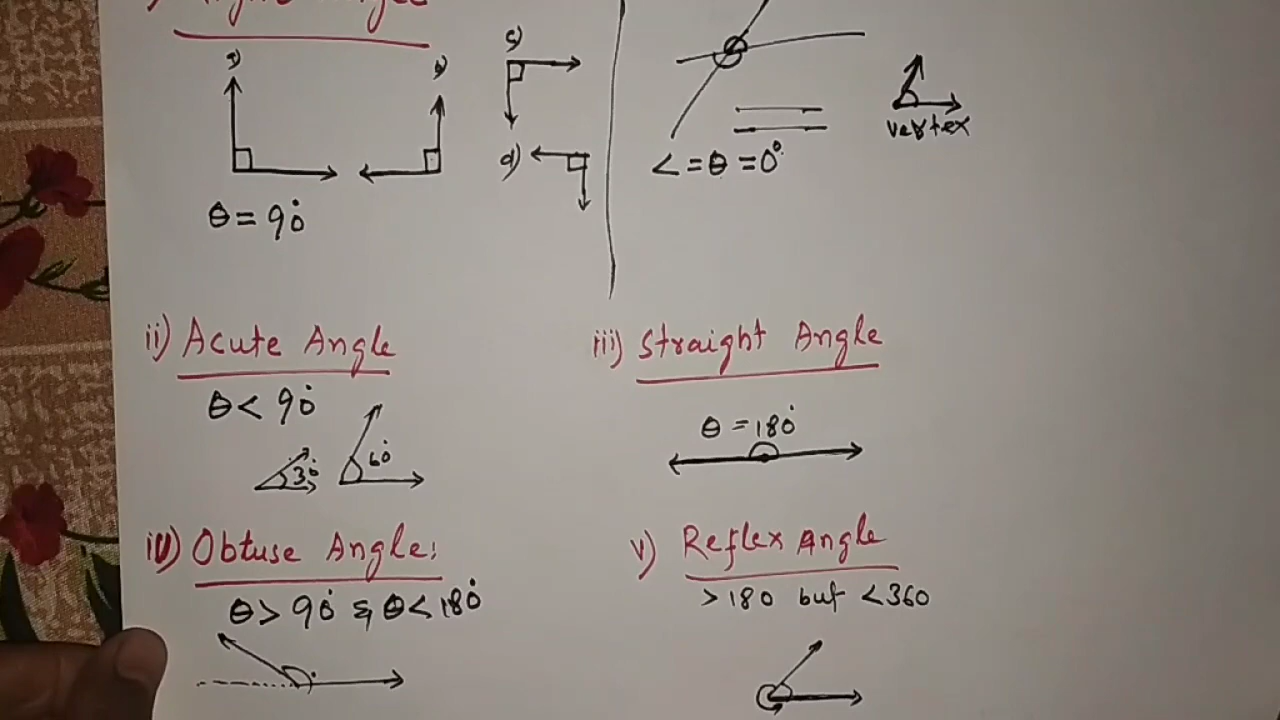 a)
b)
c)
d)
θ = 90°
vertex
∠ = θ = 0°
ii) Acute Angle
θ < 90°
30°
60°
iii) Straight Angle
θ = 180°
iv) Obtuse Angle:
θ > 90° & θ < 180°
v) Reflex Angle
> 180 but < 360